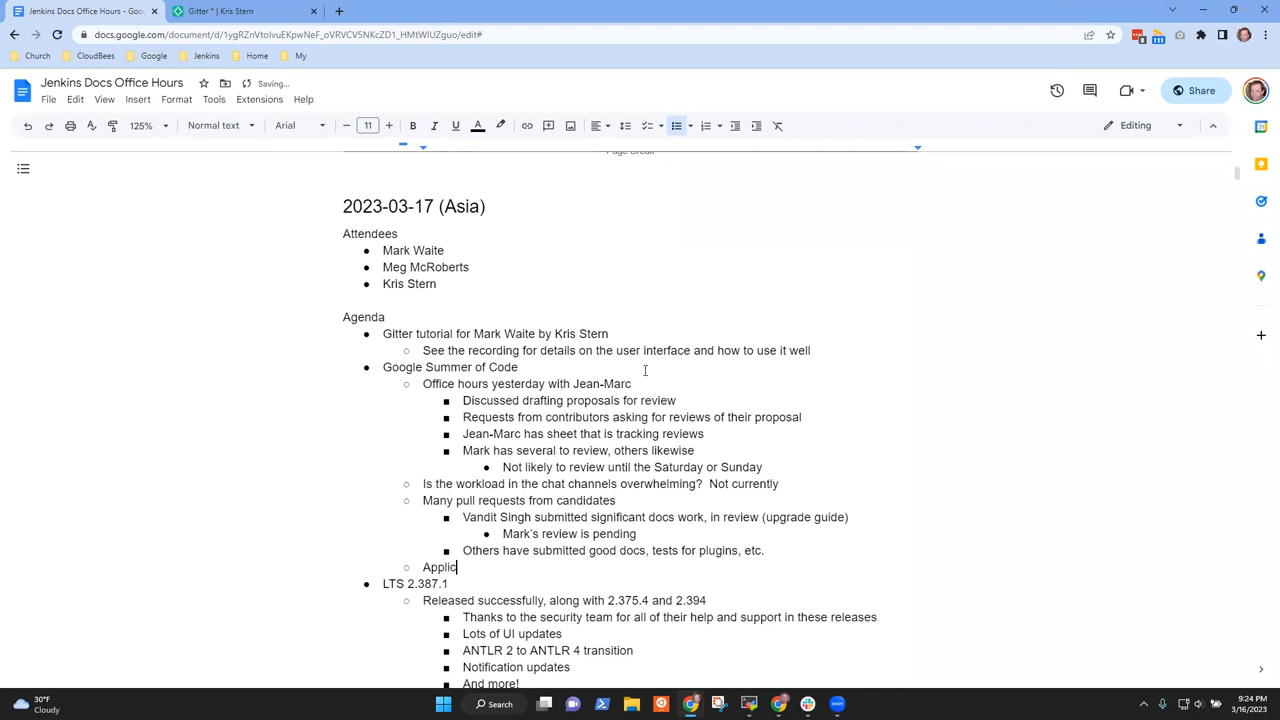 Jenkins Docs Office Hours - Goo
Gitter * | Kris Stern
docs.google.com/document/d/1ygRZnVtoIvuEKpwNeF_oVRVCV5NKcZD1_HMtWlUZguo/edit#
Church
CloudBees
Google
Jenkins
Home
My
Jenkins Docs Office Hours
Saving...
File Edit View Insert Format Tools Extensions Help
Share
125%
Normal text
Arial
11
Editing
Page Break
2023-03-17 (Asia)
Attendees
● Mark Waite
● Meg McRoberts
● Kris Stern
Agenda
● Gitter tutorial for Mark Waite by Kris Stern
○ See the recording for details on the user interface and how to use it well
● Google Summer of Code
○ Office hours yesterday with Jean-Marc
■ Discussed drafting proposals for review
■ Requests from contributors asking for reviews of their proposal
■ Jean-Marc has sheet that is tracking reviews
■ Mark has several to review, others likewise
● Not likely to review until the Saturday or Sunday
○ Is the workload in the chat channels overwhelming? Not currently
○ Many pull requests from candidates
■ Vandit Singh submitted significant docs work, in review (upgrade guide)
● Mark's review is pending
■ Others have submitted good docs, tests for plugins, etc.
○ Applic
● LTS 2.387.1
○ Released successfully, along with 2.375.4 and 2.394
■ Thanks to the security team for all of their help and support in these releases
■ Lots of UI updates
■ ANTLR 2 to ANTLR 4 transition
■ Notification updates
■ And more!
30°F
Cloudy
Search
9:24 PM
3/16/2023